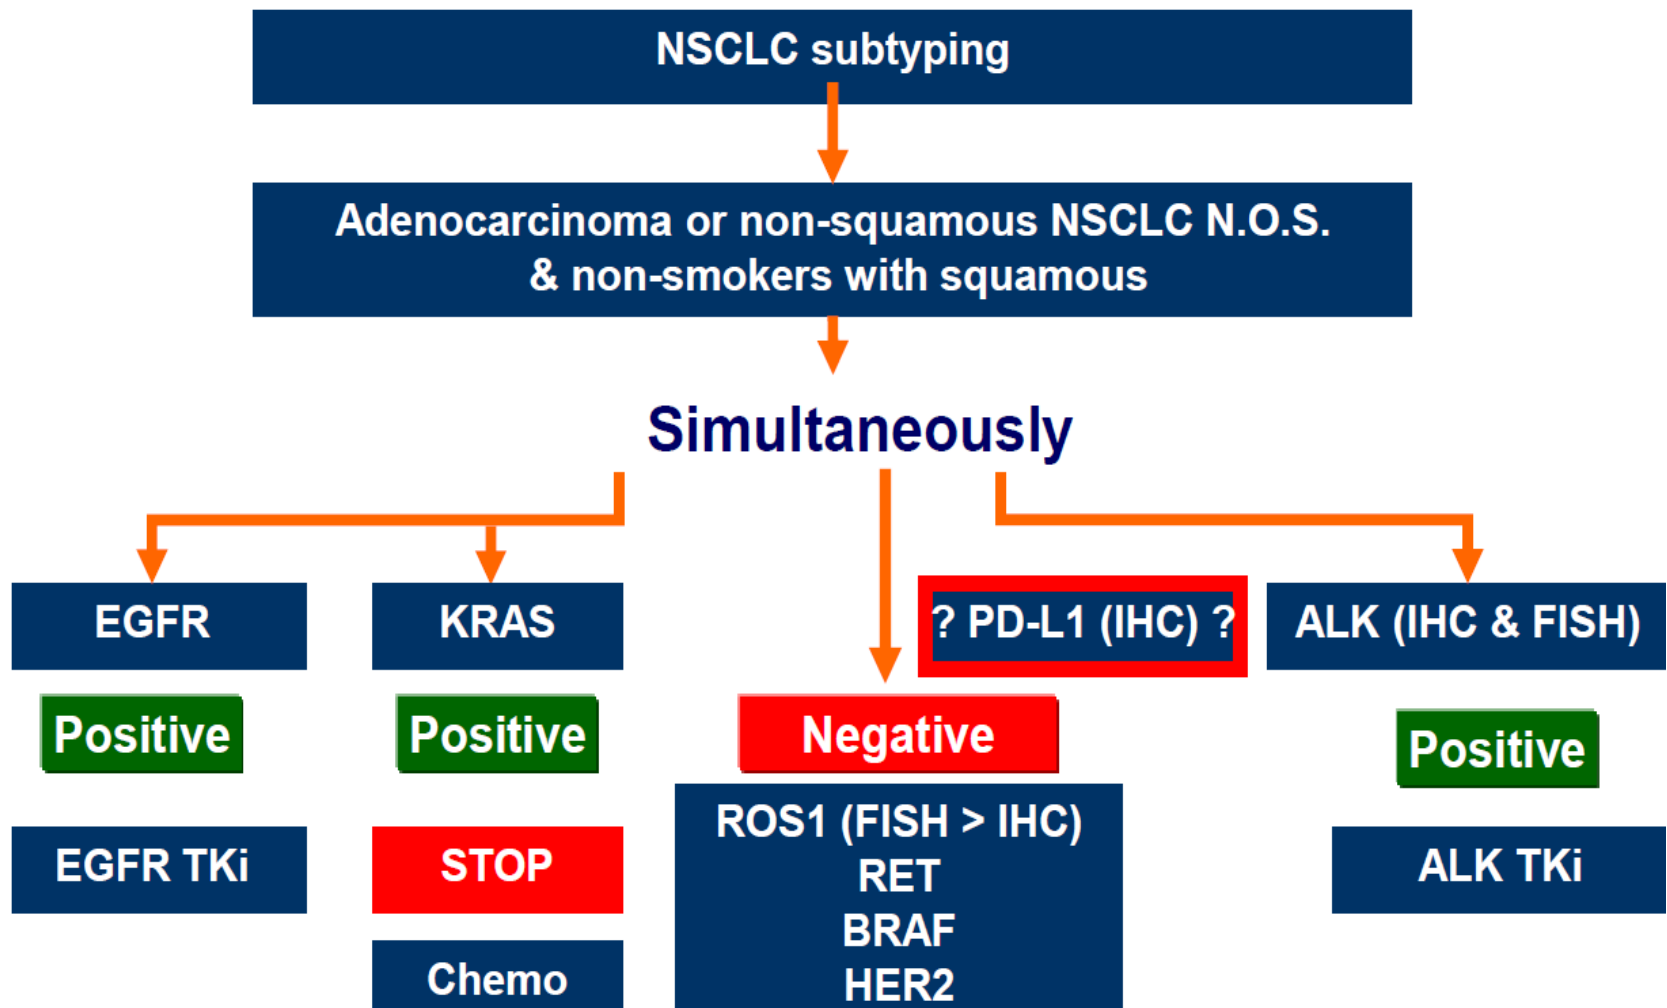 NSCLC subtyping
Adenocarcinoma or non-squamous NSCLC N.O.S.
& non-smokers with squamous
Simultaneously
EGFR
KRAS
? PD-L1 (IHC) ?
ALK (IHC & FISH)
Positive
Positive
Negative
Positive
EGFR TKi
STOP
Chemo
ROS1 (FISH > IHC)
RET
BRAF
HER2
ALK TKi